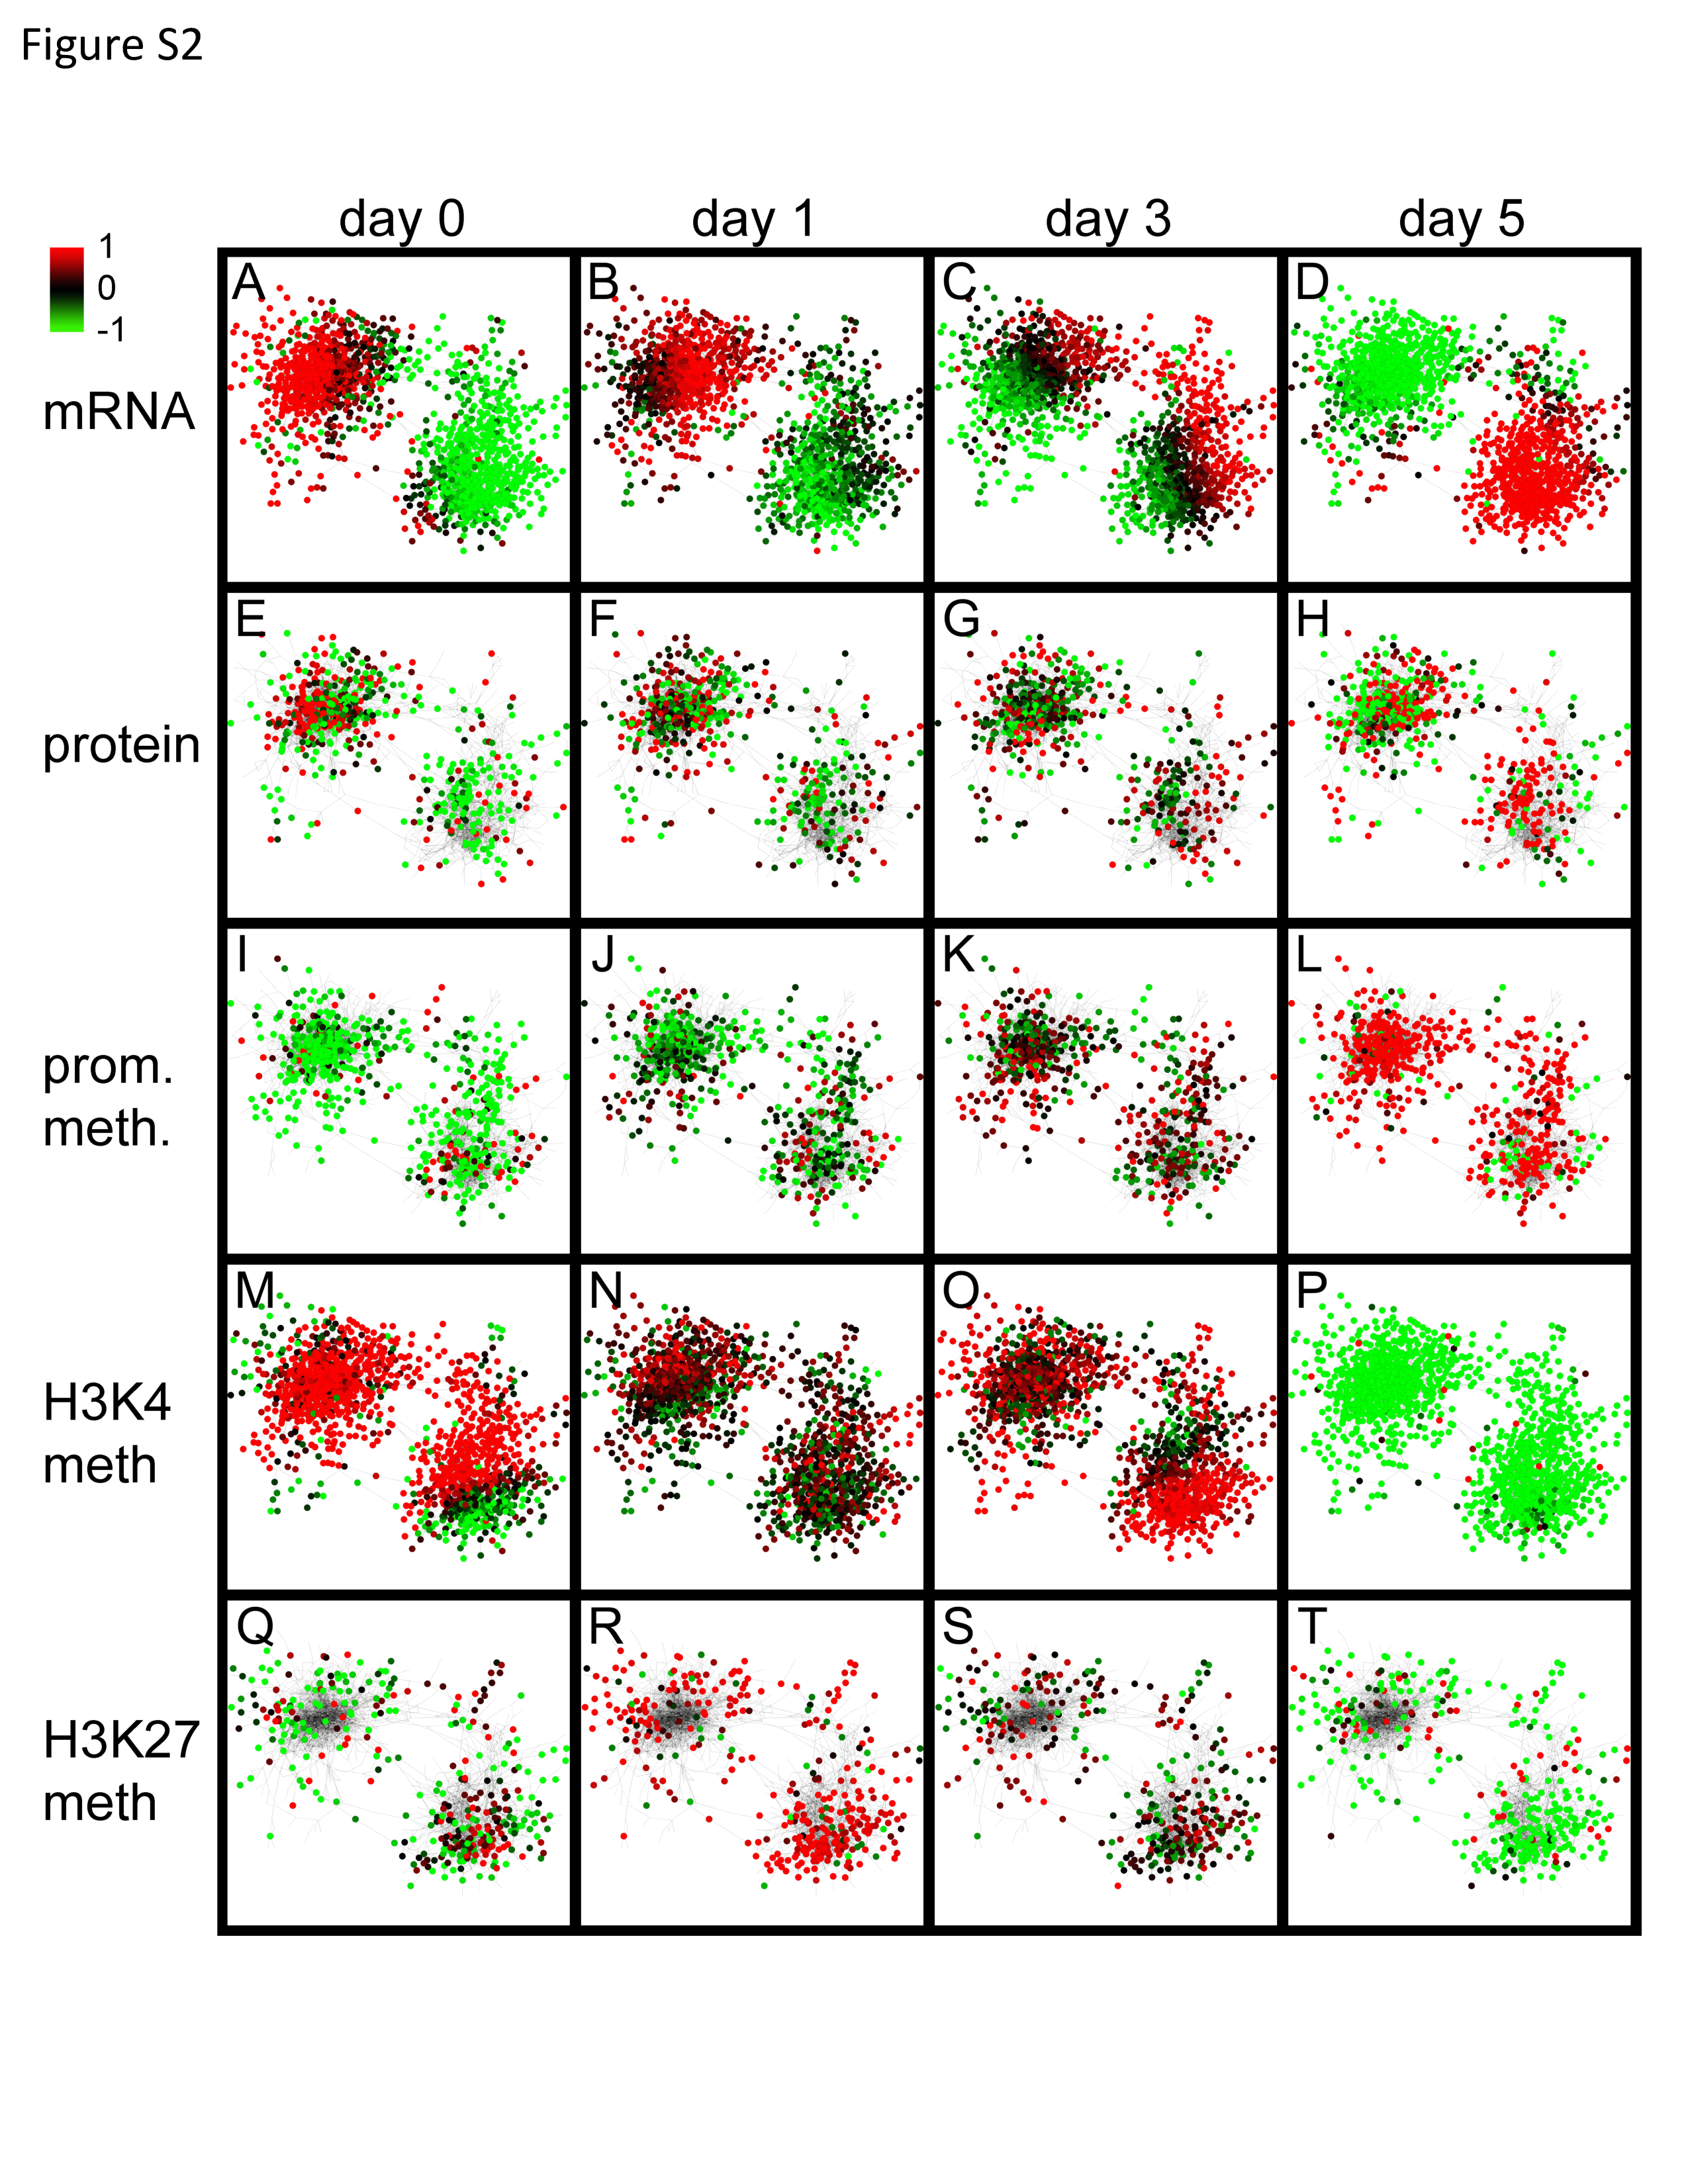 Figure S2
day 0 day 1 day 3 day 5
1
0
-1
A B C D
mRNA
E F G H
protein
I J K L
prom.
meth.
M N O P
H3K4
meth
Q R S T
H3K27
meth